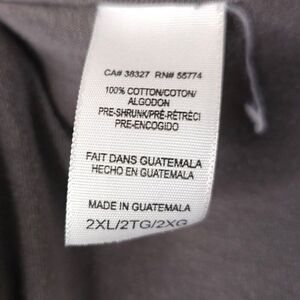 CA# 38327 RN# 55774
100% COTTON/COTON/
ALGODON
PRE-SHRUNK/PRÉ-RÉTRÉCI
PRE-ENCOGIDO
FAIT DANS GUATEMALA
HECHO EN GUATEMALA
MADE IN GUATEMALA
2XL/2TG/2XG